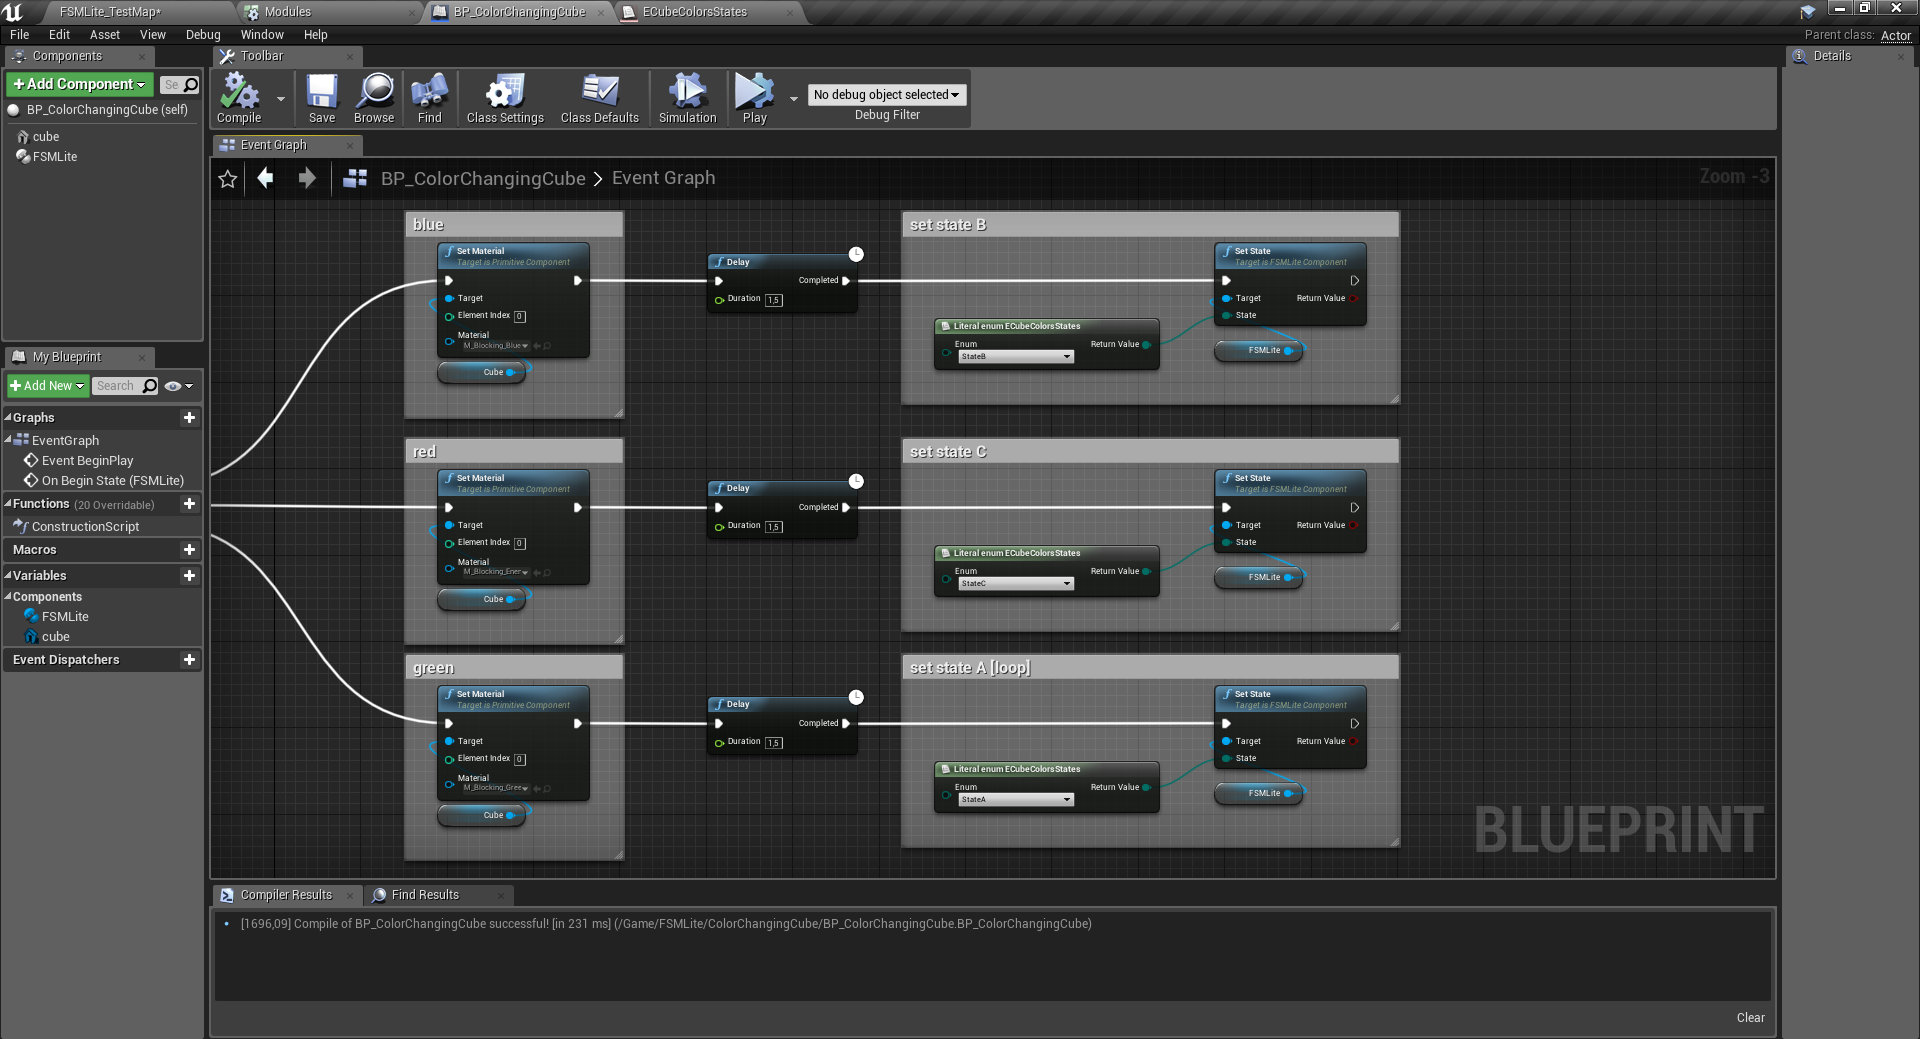 FSMLite_TestMap*
Modules
BP_ColorChangingCube
ECubeColorsStates
File Edit Asset View Debug Window Help
Parent class: Actor
Components
Toolbar
Details
+Add Component
Se
BP_ColorChangingCube (self)
cube
FSMLite
Compile
Save
Browse
Find
Class Settings
Class Defaults
Simulation
Play
No debug object selected
Debug Filter
Event Graph
BP_ColorChangingCube > Event Graph
Zoom -3
My Blueprint
+Add New
Search
Graphs
EventGraph
Event BeginPlay
On Begin State (FSMLite)
Functions (20 Overridable)
ConstructionScript
Macros
Variables
Components
FSMLite
cube
Event Dispatchers
blue
Set Material
Target is Primitive Component
Target
Element Index 0
Material
M_Blocking_Blue
Cube
Delay
Completed
Duration 1,5
set state B
Set State
Target is FSMLite Component
Target Return Value
State
Literal enum ECubeColorsStates
Enum Return Value
StateB
FSMLite
red
Set Material
Target is Primitive Component
Target
Element Index 0
Material
M_Blocking_Ener
Cube
Delay
Completed
Duration 1,5
set state C
Set State
Target is FSMLite Component
Target Return Value
State
Literal enum ECubeColorsStates
Enum Return Value
StateC
FSMLite
green
Set Material
Target is Primitive Component
Target
Element Index 0
Material
M_Blocking_Gree
Cube
Delay
Completed
Duration 1,5
set state A [loop]
Set State
Target is FSMLite Component
Target Return Value
State
Literal enum ECubeColorsStates
Enum Return Value
StateA
FSMLite
BLUEPRINT
Compiler Results
Find Results
[1696,09] Compile of BP_ColorChangingCube successful! [in 231 ms] (/Game/FSMLite/ColorChangingCube/BP_ColorChangingCube.BP_ColorChangingCube)
Clear